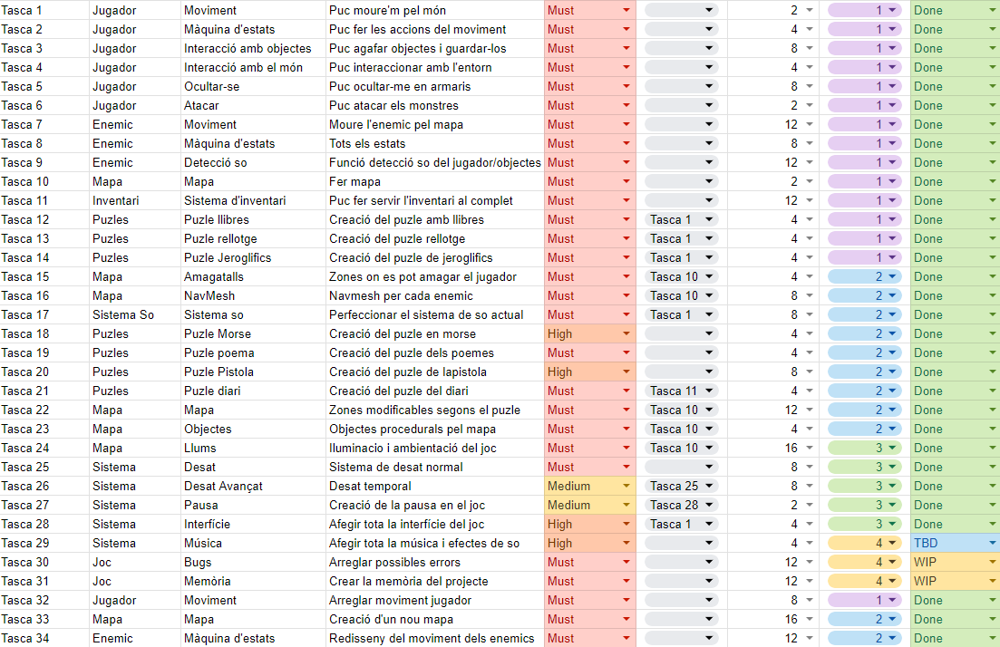 Tasca 1 Jugador Moviment Puc moure'm pel món Must 2 1 Done
Tasca 2 Jugador Màquina d'estats Puc fer les accions del moviment Must 4 1 Done
Tasca 3 Jugador Interacció amb objectes Puc agafar objectes i guardar-los Must 8 1 Done
Tasca 4 Jugador Interacció amb el món Puc interaccionar amb l'entorn Must 4 1 Done
Tasca 5 Jugador Ocultar-se Puc ocultar-me en armaris Must 8 1 Done
Tasca 6 Jugador Atacar Puc atacar els monstres Must 2 1 Done
Tasca 7 Enemic Moviment Moure l'enemic pel mapa Must 12 1 Done
Tasca 8 Enemic Màquina d'estats Tots els estats Must 8 1 Done
Tasca 9 Enemic Detecció so Funció detecció so del jugador/objectes Must 12 1 Done
Tasca 10 Mapa Mapa Fer mapa Must 2 1 Done
Tasca 11 Inventari Sistema d'inventari Puc fer servir l'inventari al complet Must 12 1 Done
Tasca 12 Puzles Puzle llibres Creació del puzle amb llibres Must Tasca 1 4 1 Done
Tasca 13 Puzles Puzle rellotge Creació del puzle rellotge Must Tasca 1 4 1 Done
Tasca 14 Puzles Puzle Jeroglifics Creació del puzle de jeroglifics Must Tasca 1 4 1 Done
Tasca 15 Mapa Amagatalls Zones on es pot amagar el jugador Must Tasca 10 4 2 Done
Tasca 16 Mapa NavMesh Navmesh per cada enemic Must Tasca 10 8 2 Done
Tasca 17 Sistema So Sistema so Perfeccionar el sistema de so actual Must Tasca 1 8 2 Done
Tasca 18 Puzles Puzle Morse Creació del puzle en morse High 4 2 Done
Tasca 19 Puzles Puzle poema Creació del puzle dels poemes Must 4 2 Done
Tasca 20 Puzles Puzle Pistola Creació del puzle de lapistola High 8 2 Done
Tasca 21 Puzles Puzle diari Creació del puzle del diari Must Tasca 11 4 2 Done
Tasca 22 Mapa Mapa Zones modificables segons el puzle Must Tasca 10 12 2 Done
Tasca 23 Mapa Objectes Objectes procedurals pel mapa Must Tasca 10 4 2 Done
Tasca 24 Mapa Llums Iluminacio i ambientació del joc Must Tasca 10 16 3 Done
Tasca 25 Sistema Desat Sistema de desat normal Must 8 3 Done
Tasca 26 Sistema Desat Avançat Desat temporal Medium Tasca 25 8 3 Done
Tasca 27 Sistema Pausa Creación de la pausa en el joc Medium Tasca 28 2 3 Done
Tasca 28 Sistema Interfície Afegir tota la interfície del joc High Tasca 1 4 3 Done
Tasca 29 Sistema Música Afegir tota la música i efectes de so High 4 4 TBD
Tasca 30 Joc Bugs Arreglar possibles errors Must 12 4 WIP
Tasca 31 Joc Memòria Crear la memòria del projecte Must 12 4 WIP
Tasca 32 Jugador Moviment Arreglar moviment jugador Must 8 1 Done
Tasca 33 Mapa Mapa Creació d'un nou mapa Must 16 2 Done
Tasca 34 Enemic Màquina d'estats Redisseny del moviment dels enemics Must 12 2 Done